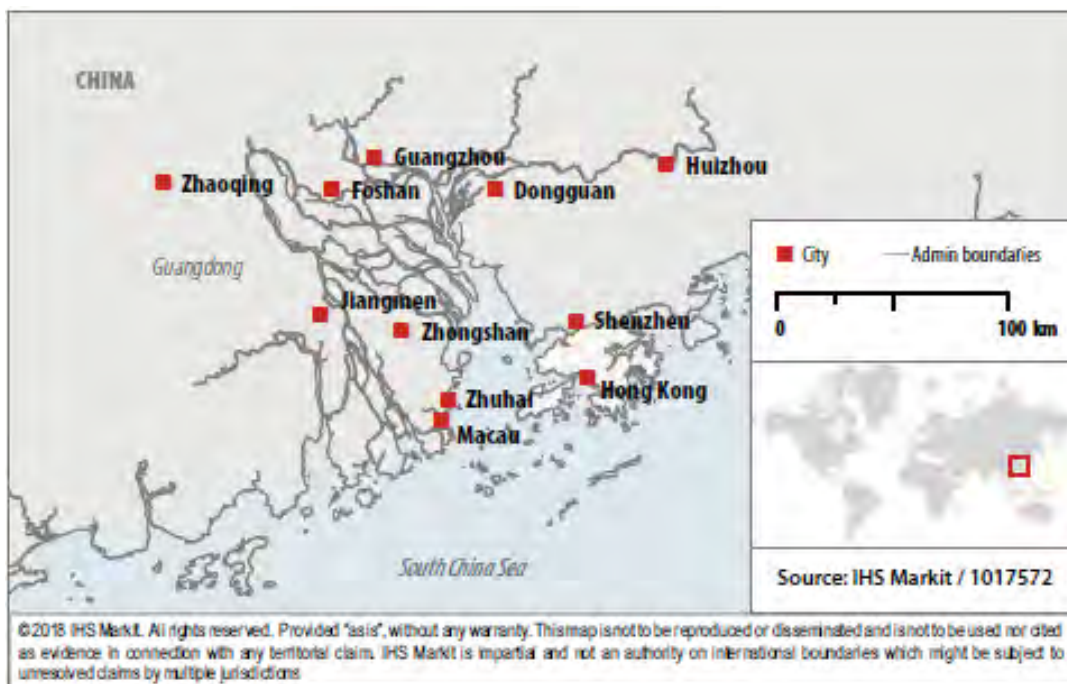 CHINA
Guangzhou
Huizhou
Zhaoqing
Foshan
Dongguan
Guangdong
City
Admin boundaries
Jiangmen
0
100 km
Zhongshan
Shenzhen
Hong Kong
Zhuhai
Macau
South China Sea
Source: IHS Markit / 1017572
©2018 IHS Markit. All rights reserved. Provided "as is", without any warranty. This map is not to be reproduced or disseminated and is not to be used nor cited
as evidence in connection with any territorial claim. IHS Markit is impartial and not an authority on international boundaries which might be subject to
unresolved claims by multiple jurisdictions